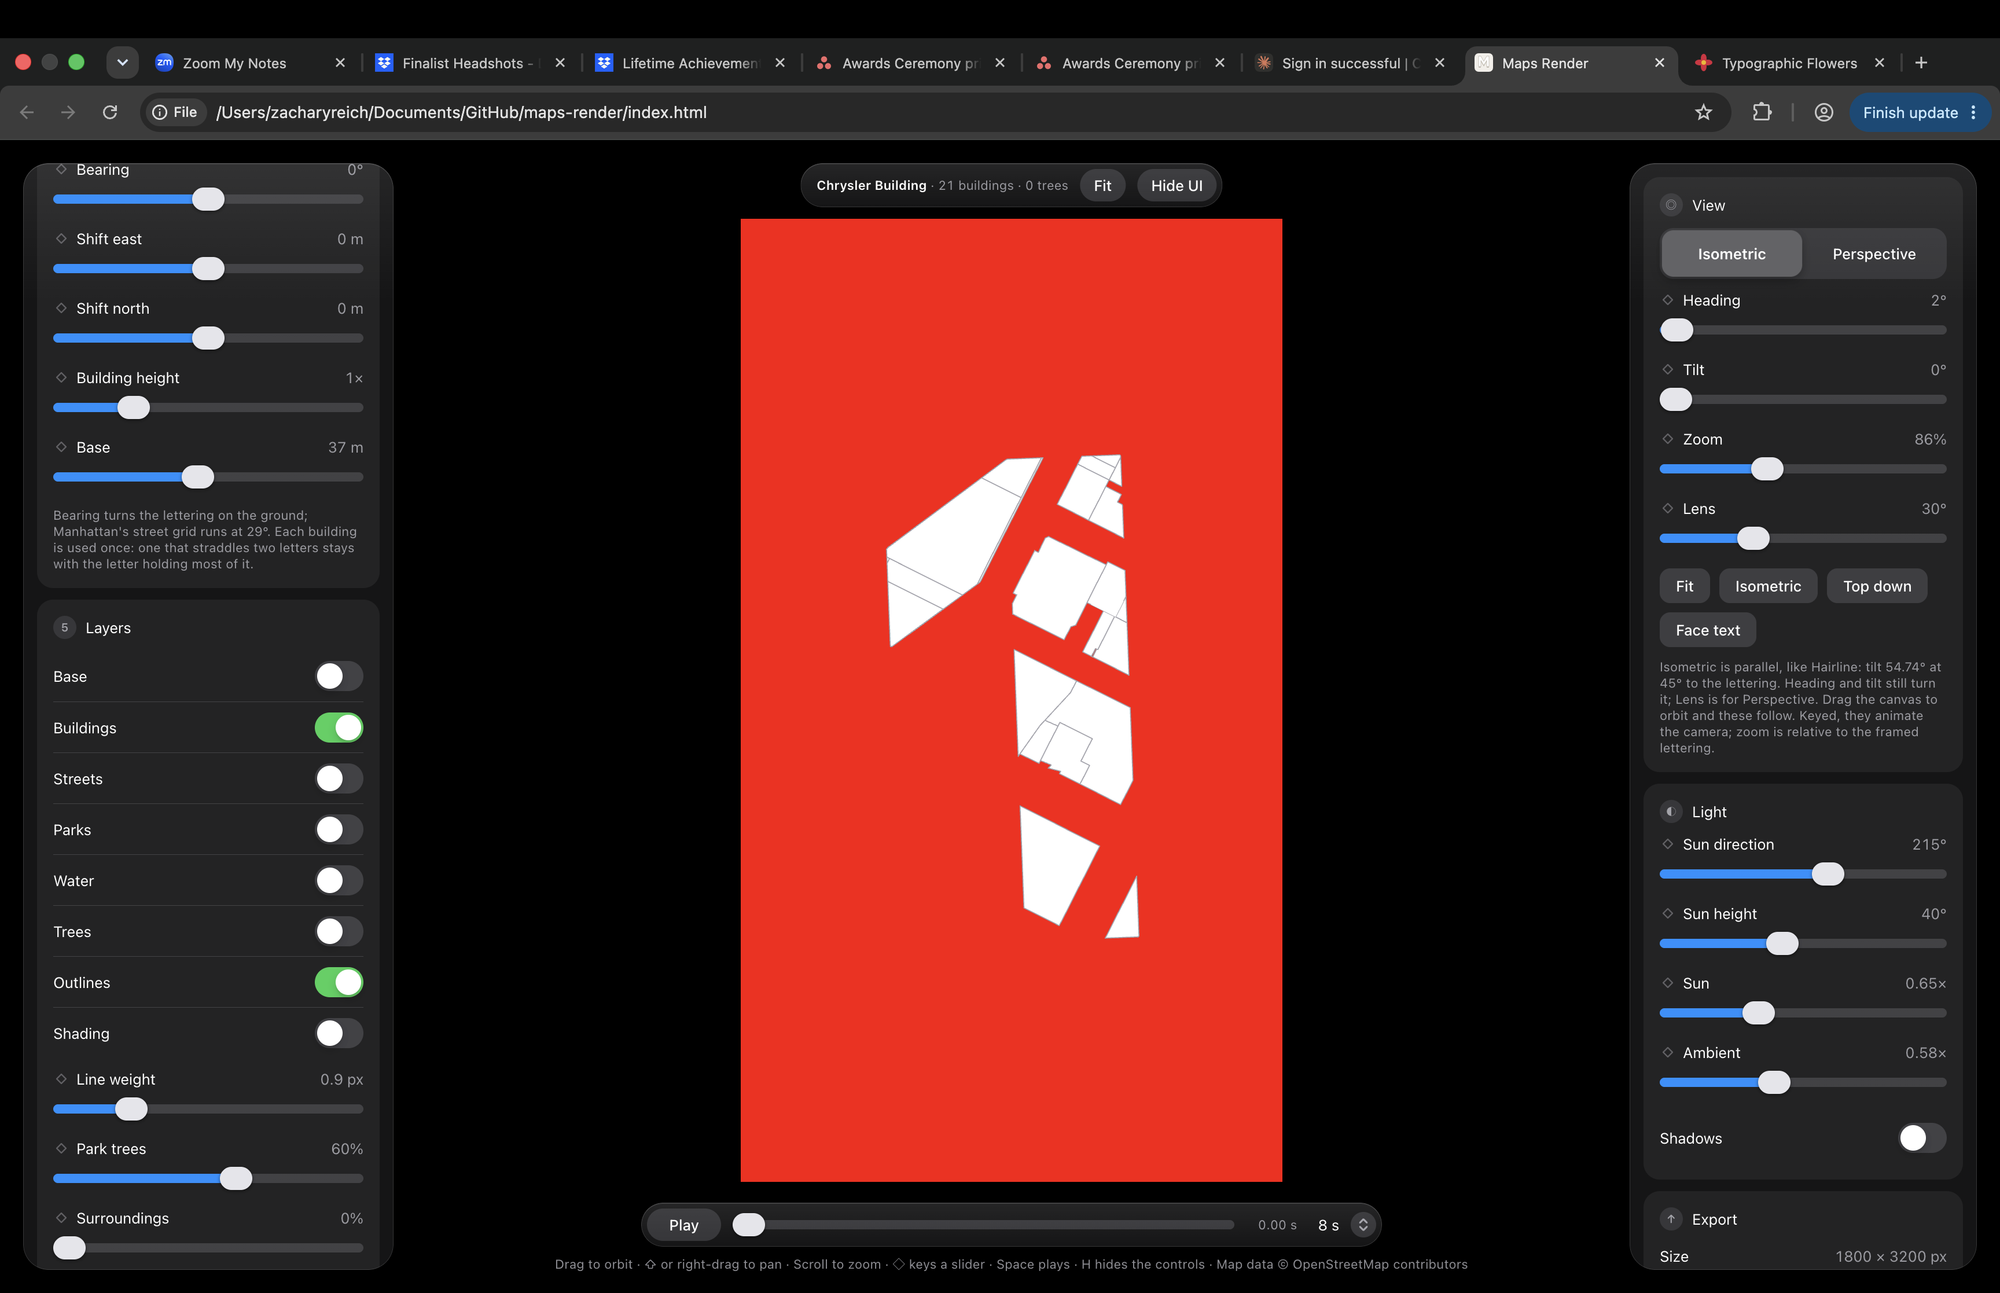 Zoom My Notes
Finalist Headshots -
Lifetime Achievemen
Awards Ceremony pr
Awards Ceremony pr
Sign in successful | C
Maps Render
Typographic Flowers
File
/Users/zacharyreich/Documents/GitHub/maps-render/index.html
Finish update
Bearing 0°
Shift east 0 m
Shift north 0 m
Building height 1×
Base 37 m
Bearing turns the lettering on the ground;
Manhattan's street grid runs at 29°. Each building
is used once: one that straddles two letters stays
with the letter holding most of it.
5 Layers
Base
Buildings
Streets
Parks
Water
Trees
Outlines
Shading
Line weight 0.9 px
Park trees 60%
Surroundings 0%
Chrysler Building · 21 buildings · 0 trees
Fit
Hide UI
Play
0.00 s
8 s
Drag to orbit · ⇧ or right-drag to pan · Scroll to zoom · ◇ keys a slider · Space plays · H hides the controls · Map data © OpenStreetMap contributors
View
Isometric
Perspective
Heading 2°
Tilt 0°
Zoom 86%
Lens 30°
Fit
Isometric
Top down
Face text
Isometric is parallel, like Hairline: tilt 54.74° at
45° to the lettering. Heading and tilt still turn
it; Lens is for Perspective. Drag the canvas to
orbit and these follow. Keyed, they animate
the camera; zoom is relative to the framed
lettering.
Light
Sun direction 215°
Sun height 40°
Sun 0.65×
Ambient 0.58×
Shadows
Export
Size 1800 × 3200 px